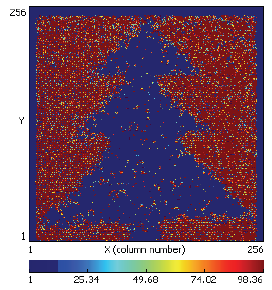 256
Y
1
1 X (column number) 256
1 25.34 49.68 74.02 98.36